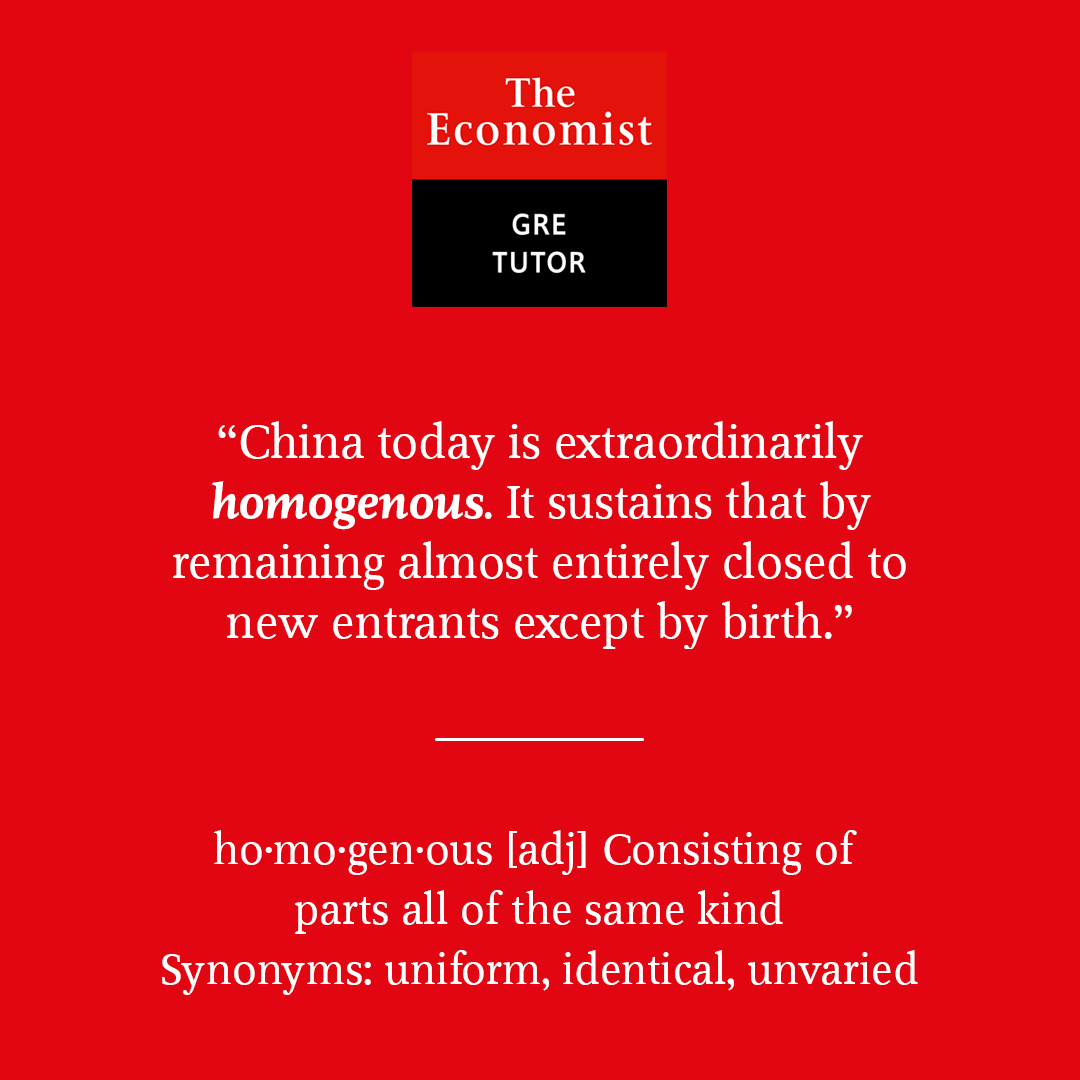 The
Economist
GRE
TUTOR
“China today is extraordinarily
homogenous. It sustains that by
remaining almost entirely closed to
new entrants except by birth.”
ho·mo·gen·ous [adj] Consisting of
parts all of the same kind
Synonyms: uniform, identical, unvaried